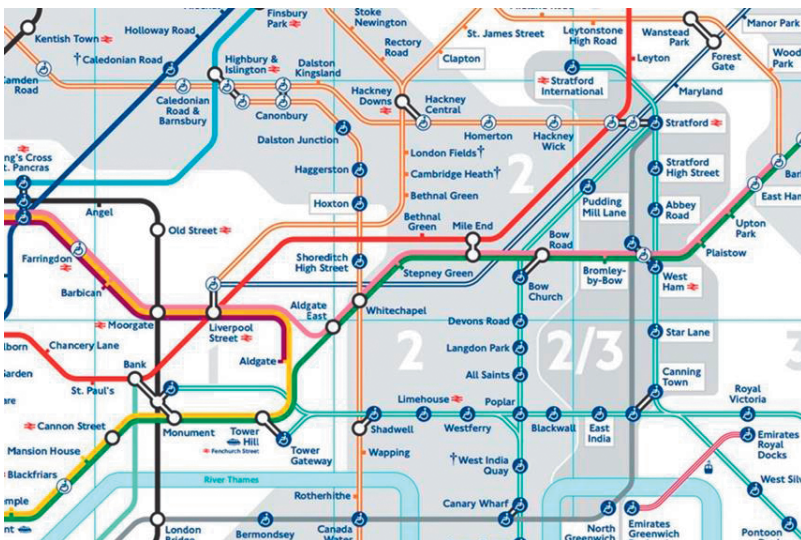 Finsbury
Park
Stoke
Newington
St. James Street
Leytonstone
High Road
Wanstead
Park
Manor Park
Kentish Town
Holloway Road
† Caledonian Road
Highbury &
Islington
Dalston
Kingsland
Rectory
Road
Clapton
Leyton
Forest
Gate
Camden
Road
Caledonian
Road &
Barnsbury
Canonbury
Hackney
Downs
Hackney
Central
Stratford
International
Maryland
Dalston Junction
Homerton
Hackney
Wick
Stratford
Haggerston
London Fields †
Cambridge Heath †
Bethnal Green
2
Stratford
High Street
Hoxton
Pudding
Mill Lane
Abbey
Road
East Ham
Angel
Old Street
Bethnal
Green
Mile End
Bow
Road
Upton
Park
Plaistow
Farringdon
Shoreditch
High Street
Stepney Green
Bromley-
by-Bow
West
Ham
Barbican
Aldgate
East
Whitechapel
Bow
Church
Moorgate
Liverpool
Street
Devons Road
Star Lane
Chancery Lane
Aldgate
2
Langdon Park
2/3
3
Bank
St. Paul's
All Saints
Canning
Town
Limehouse
Poplar
Royal
Victoria
Cannon Street
Monument
Tower
Hill
Fenchurch Street
Tower
Gateway
Shadwell
Westferry
Blackwall
East
India
Emirates
Royal
Docks
Mansion House
Wapping
† West India
Quay
Blackfriars
River Thames
Rotherhithe
Canary Wharf
London
Bermondsey
Canada
Water
North
Greenwich
Emirates
Greenwich
Pontoon